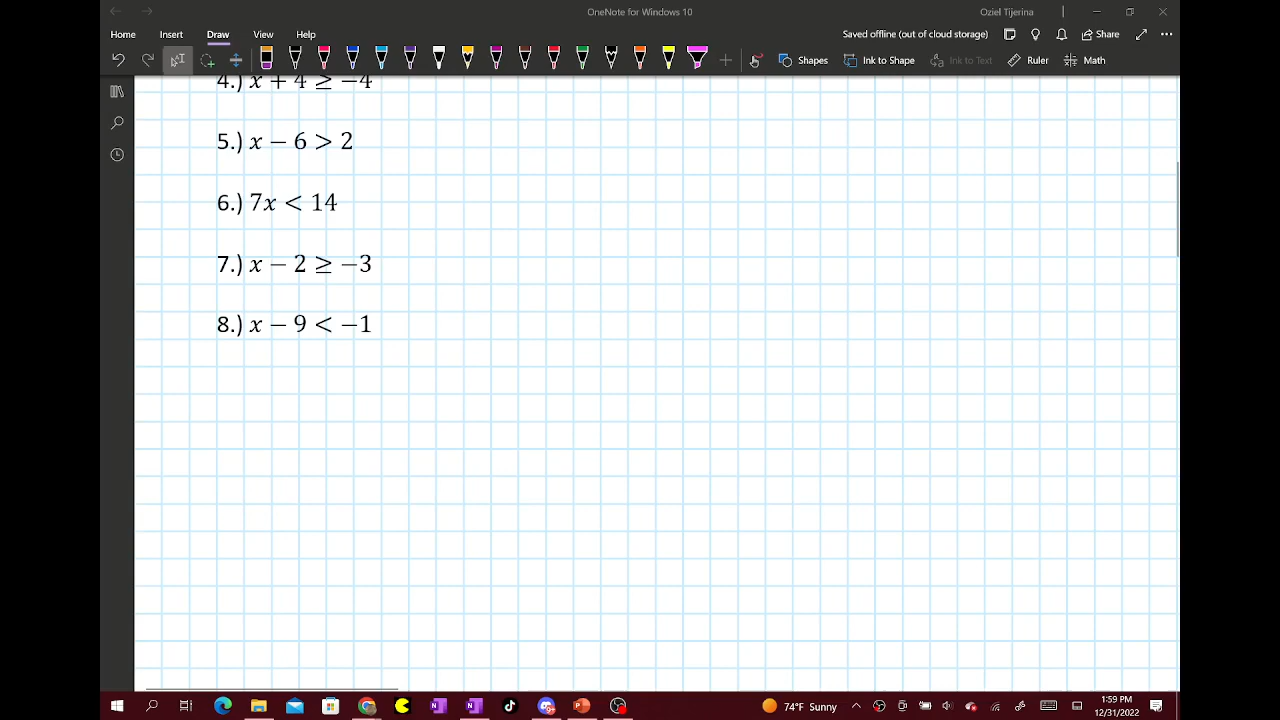 OneNote for Windows 10
Oziel Tijerina
Home Insert Draw View Help
Saved offline (out of cloud storage)
Share
Shapes
Ink to Shape
Ink to Text
Ruler
Math
4.) x + 4 ≥ −4
5.) x − 6 > 2
6.) 7x < 14
7.) x − 2 ≥ −3
8.) x − 9 < −1
74°F Sunny
1:59 PM
12/31/2022